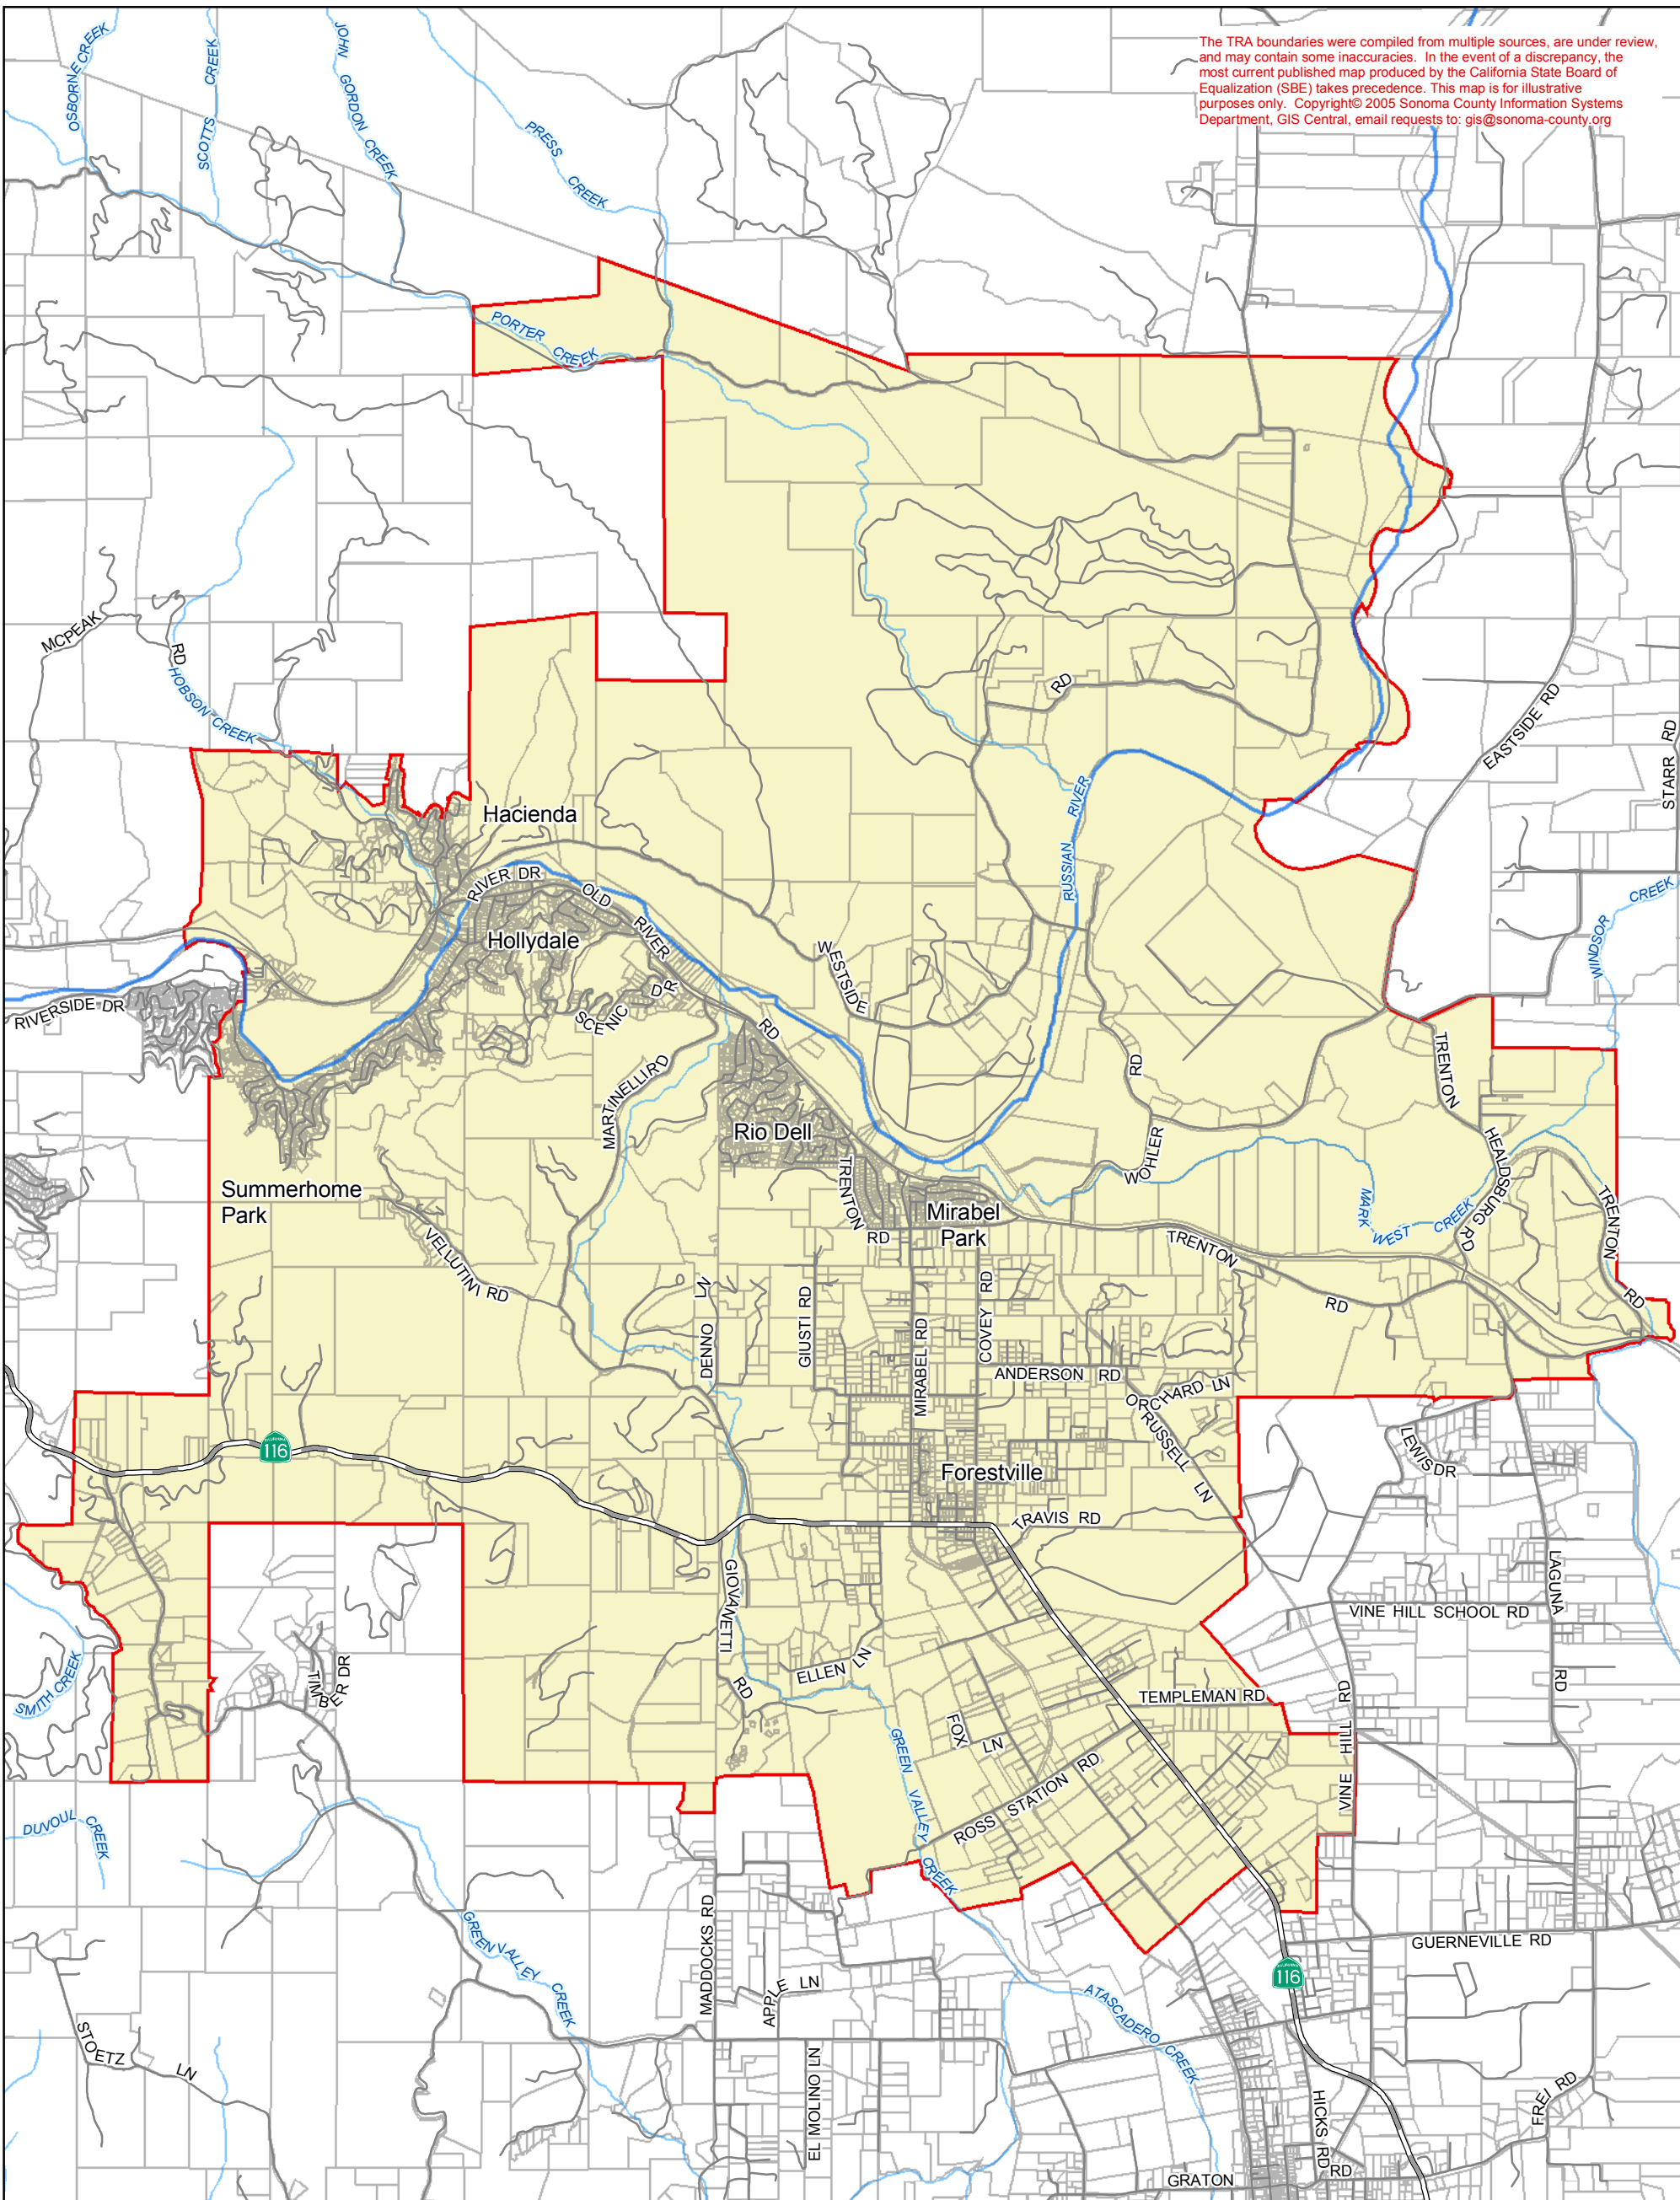 The TRA boundaries were compiled from multiple sources, are under review,
and may contain some inaccuracies. In the event of a discrepancy, the
most current published map produced by the California State Board of
Equalization (SBE) takes precedence. This map is for illustrative
purposes only. Copyright© 2005 Sonoma County Information Systems
Department, GIS Central, email requests to: gis@sonoma-county.org
OSBORNE CREEK
SCOTTS CREEK
JOHN GORDON CREEK
PRESS CREEK
PORTER CREEK
MCPEAK RD
HOBSON CREEK
RD
EASTSIDE RD
STARR RD
Hacienda
RIVER DR
OLD RIVER RD
RUSSIAN RIVER
Hollydale
WESTSIDE
SCENIC DR
WINDSOR CREEK
RIVERSIDE DR
MARTINELLI RD
RD
TRENTON
Rio Dell
WOHLER
HEALDSBURG RD
TRENTON RD
Summerhome
Park
TRENTON
RD
Mirabel
Park
MARK WEST CREEK
VELLUTINI RD
TRENTON RD
DENNO LN
GIUSTI RD
MIRABEL RD
COVEY RD
ANDERSON RD
ORCHARD LN
RUSSELL LN
LEWIS DR
116
Forestville
TRAVIS RD
GIOVANETTI RD
LAGUNA RD
VINE HILL SCHOOL RD
ELLEN LN
TIMBER DR
SMITH CREEK
TEMPLEMAN RD
FOX LN
VINE HILL RD
GREEN VALLEY CREEK
ROSS STATION RD
DUVOUL CREEK
MADDOCKS RD
GREEN VALLEY CREEK
GUERNEVILLE RD
116
APPLE LN
ATASCADERO CREEK
STOETZ LN
EL MOLINO LN
HICKS RD
FREI RD
GRATON RD